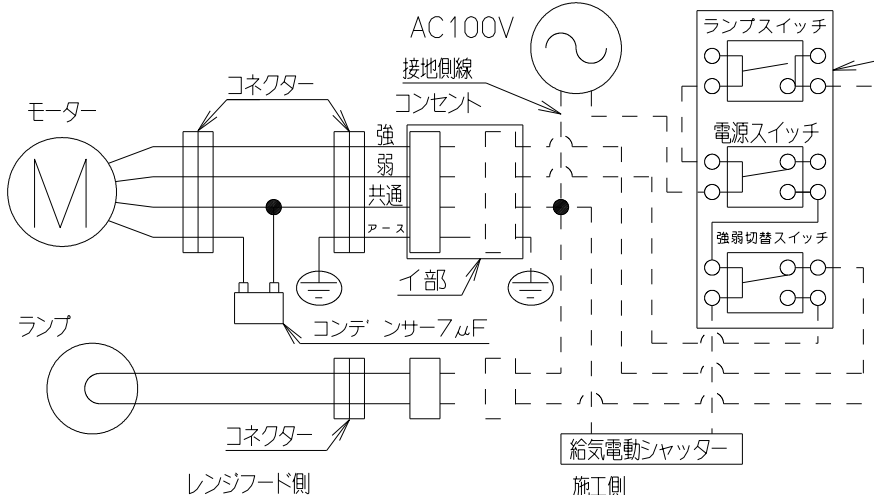 AC100V
ランプスイッチ
接地側線
コネクター
コンセント
モーター
強
電源スイッチ
弱
共通
アース
強弱切替スイッチ
M
イ部
ランプ
コンデンサー7μF
コネクター
給気電動シャッター
レンジフード側
施工側